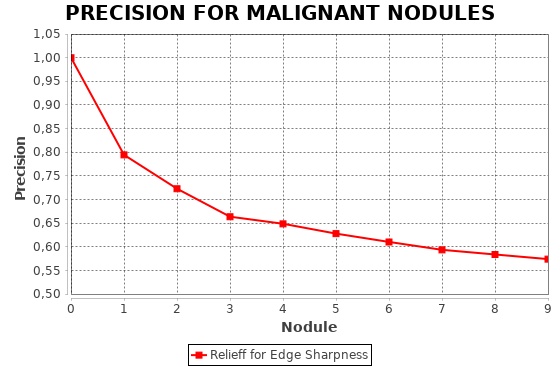 PRECISION FOR MALIGNANT NODULES
1,05
1,00
0,95
0,90
0,85
0,80
0,75
0,70
0,65
0,60
0,55
0,50
Precision
0 1 2 3 4 5 6 7 8 9
Nodule
Relieff for Edge Sharpness